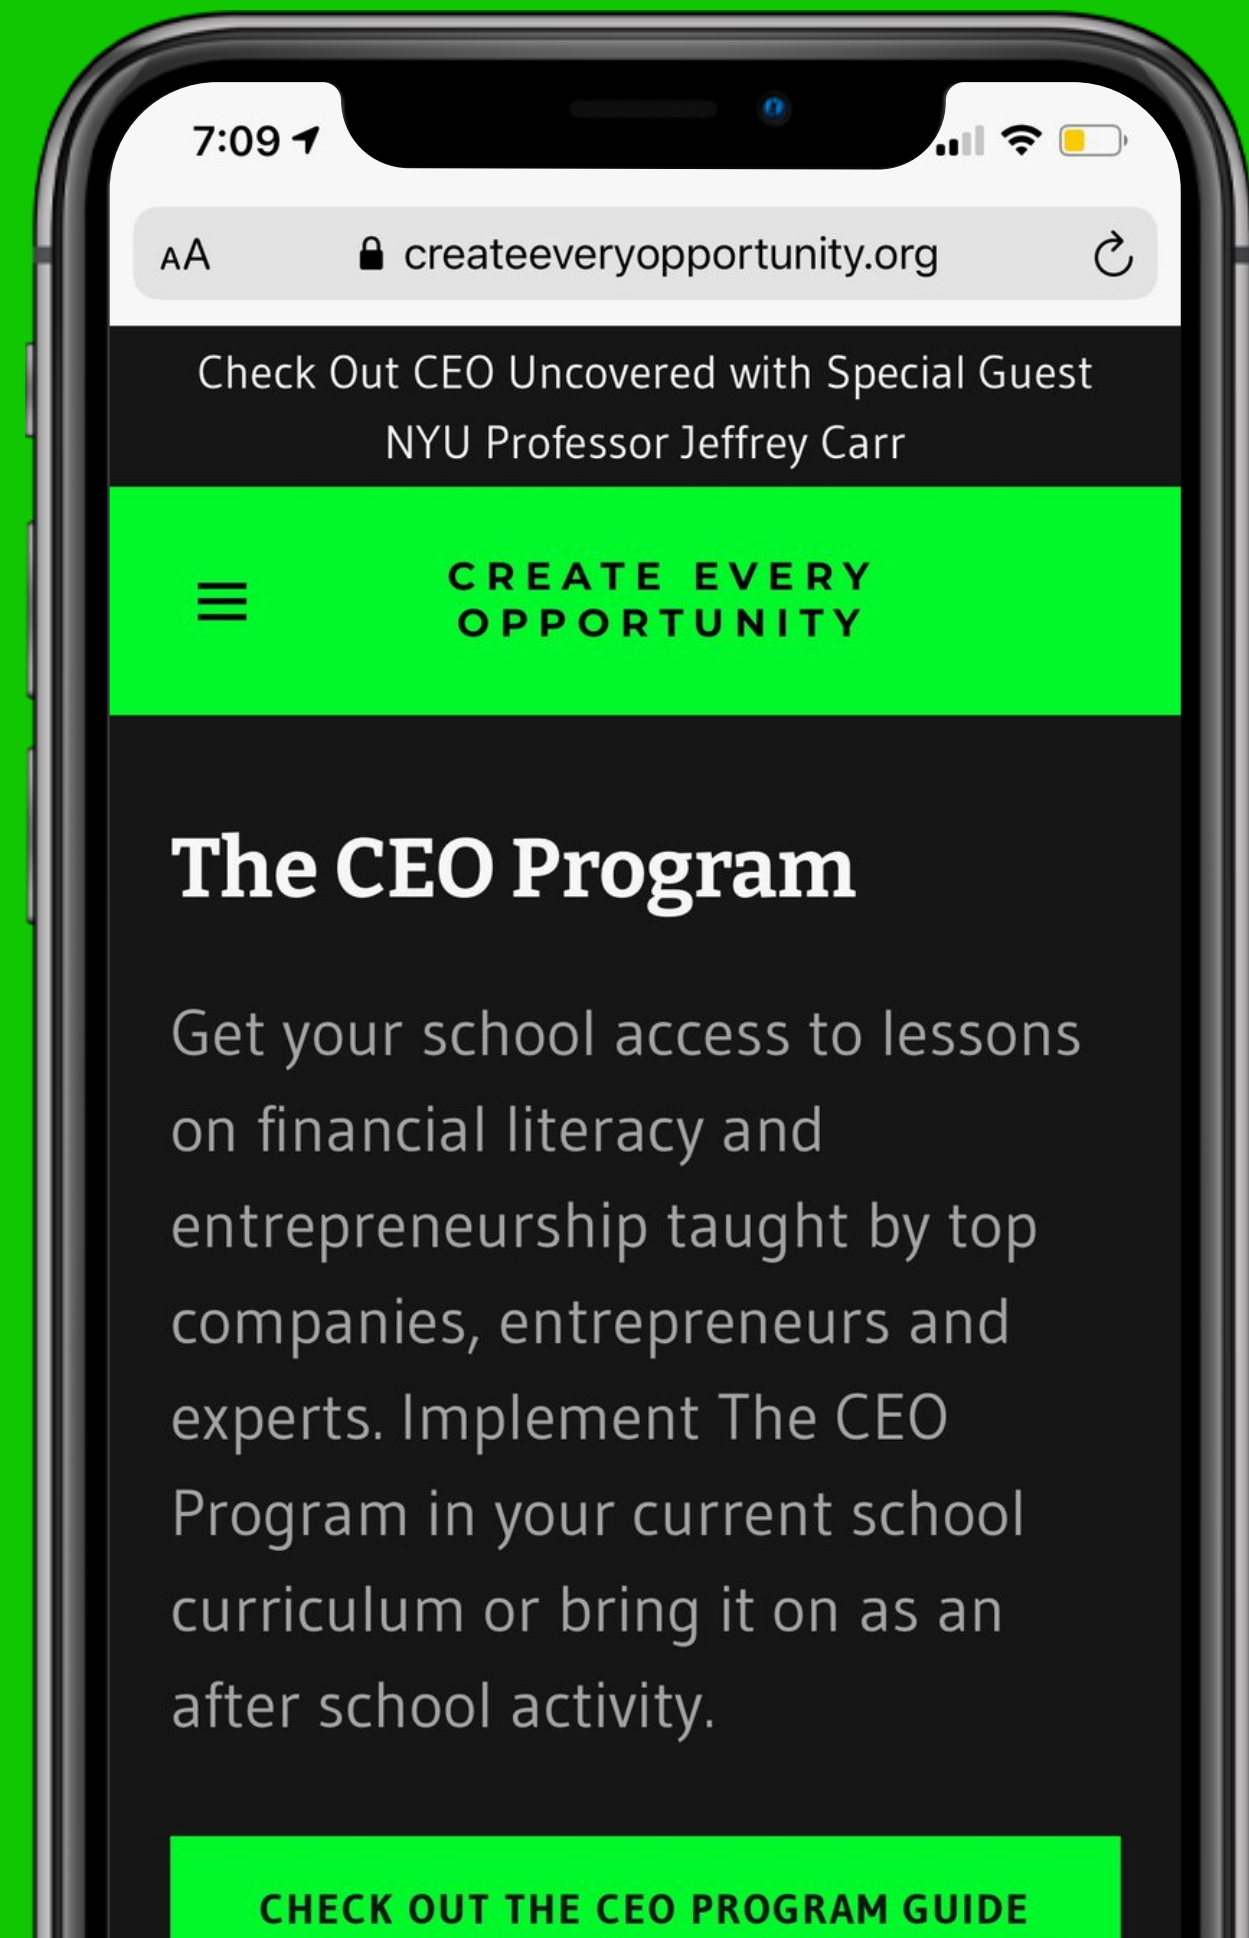 7:09
AA createeveryopportunity.org
Check Out CEO Uncovered with Special Guest
NYU Professor Jeffrey Carr
CREATE EVERY
OPPORTUNITY
The CEO Program
Get your school access to lessons
on financial literacy and
entrepreneurship taught by top
companies, entrepreneurs and
experts. Implement The CEO
Program in your current school
curriculum or bring it on as an
after school activity.
CHECK OUT THE CEO PROGRAM GUIDE